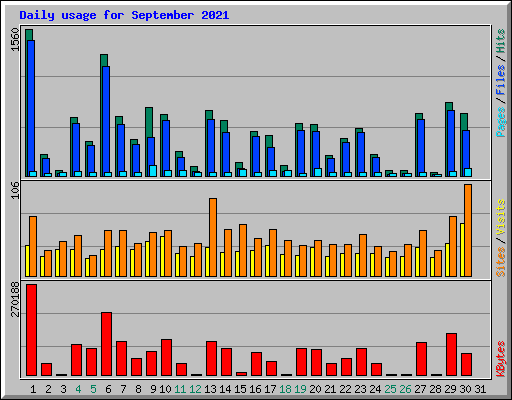 Daily usage for September 2021
1560
Pages / Files / Hits
106
Sites / Visits
270188
KBytes
1 2 3 4 5 6 7 8 9 10 11 12 13 14 15 16 17 18 19 20 21 22 23 24 25 26 27 28 29 30 31